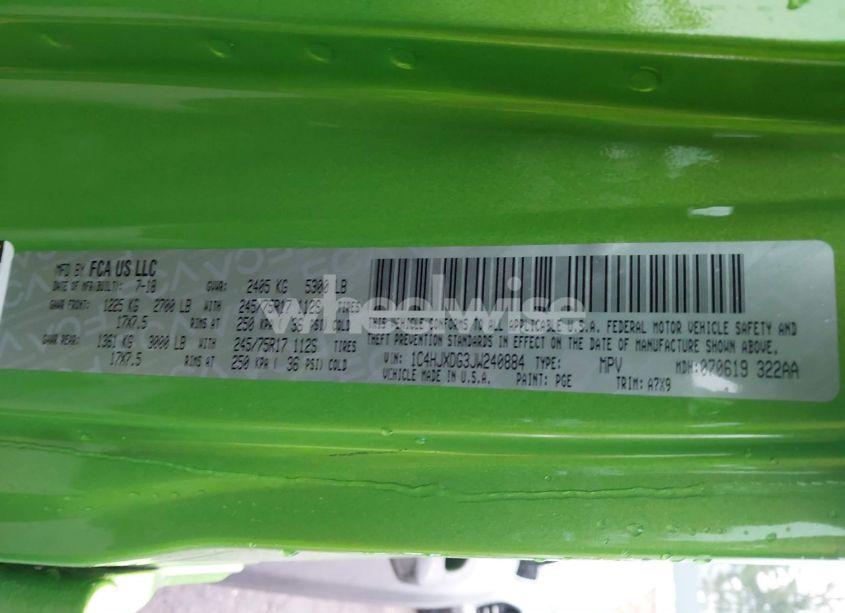 MFD BY FCA US LLC
DATE OF MFR(BUILT): 7-18 GVWR: 2405 KG 5300 LB
GAWR FRONT: 1225 KG 2700 LB WITH 245/75R17 112S TIRES
17X7.5 RIMS AT 250 KPA( 36 PSI) COLD
GAWR REAR: 1361 KG 3000 LB WITH 245/75R17 112S TIRES
17X7.5 RIMS AT 250 KPA( 36 PSI) COLD
THIS VEHICLE CONFORMS TO ALL APPLICABLE U.S.A. FEDERAL MOTOR VEHICLE SAFETY AND
THEFT PREVENTION STANDARDS IN EFFECT ON THE DATE OF MANUFACTURE SHOWN ABOVE.
VIN: 1C4HJXDG3JW240884 TYPE: MPV MDH:070619 322AA
VEHICLE MADE IN U.S.A. PAINT: PGE TRIM: A7X9
wheelwise